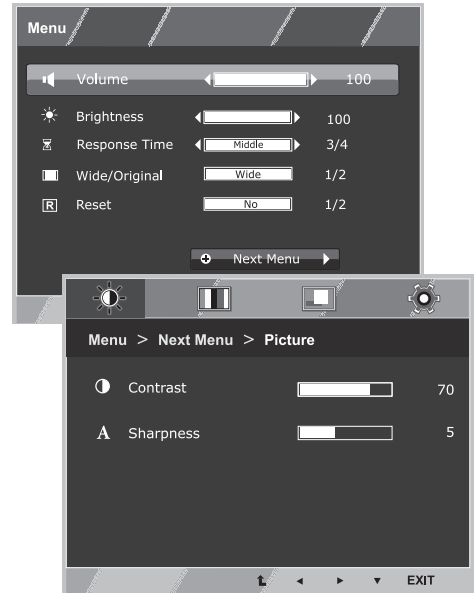 Menu
Volume 100
Brightness 100
Response Time Middle 3/4
Wide/Original Wide 1/2
R Reset No 1/2
Next Menu
Menu > Next Menu > Picture
Contrast 70
A Sharpness 5
EXIT